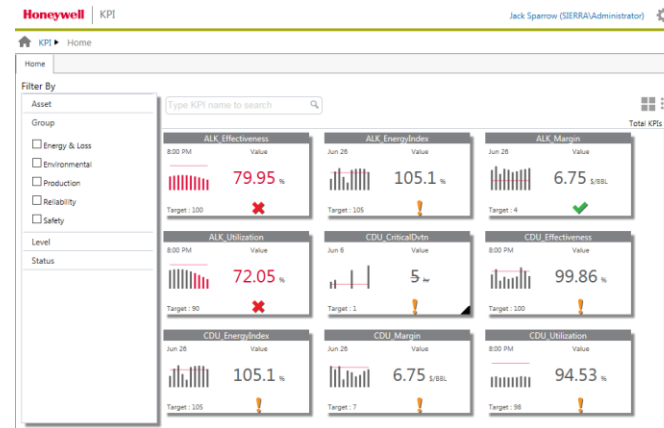 Honeywell KPI
Jack Sparrow (SIERRA\Administrator)
KPI Home
Home
Filter By
Asset
Group
Energy & Loss
Environmental
Production
Reliability
Safety
Level
Status
Type KPI name to search
Total KPIs
ALK_Effectiveness
8:00 PM Value
79.95 %
Target : 100
ALK_EnergyIndex
Jun 26 Value
105.1 %
Target : 105
ALK_Margin
Jun 26 Value
6.75 $/BBL
Target : 4
ALK_Utilization
8:00 PM Value
72.05 %
Target : 90
CDU_CriticalDvtn
Jun 6 Value
5
Target : 1
CDU_Effectiveness
8:00 PM Value
99.86 %
Target : 100
CDU_EnergyIndex
Jun 26 Value
105.1 %
Target : 105
CDU_Margin
Jun 26 Value
6.75 $/BBL
Target : 7
CDU_Utilization
8:00 PM Value
94.53 %
Target : 98